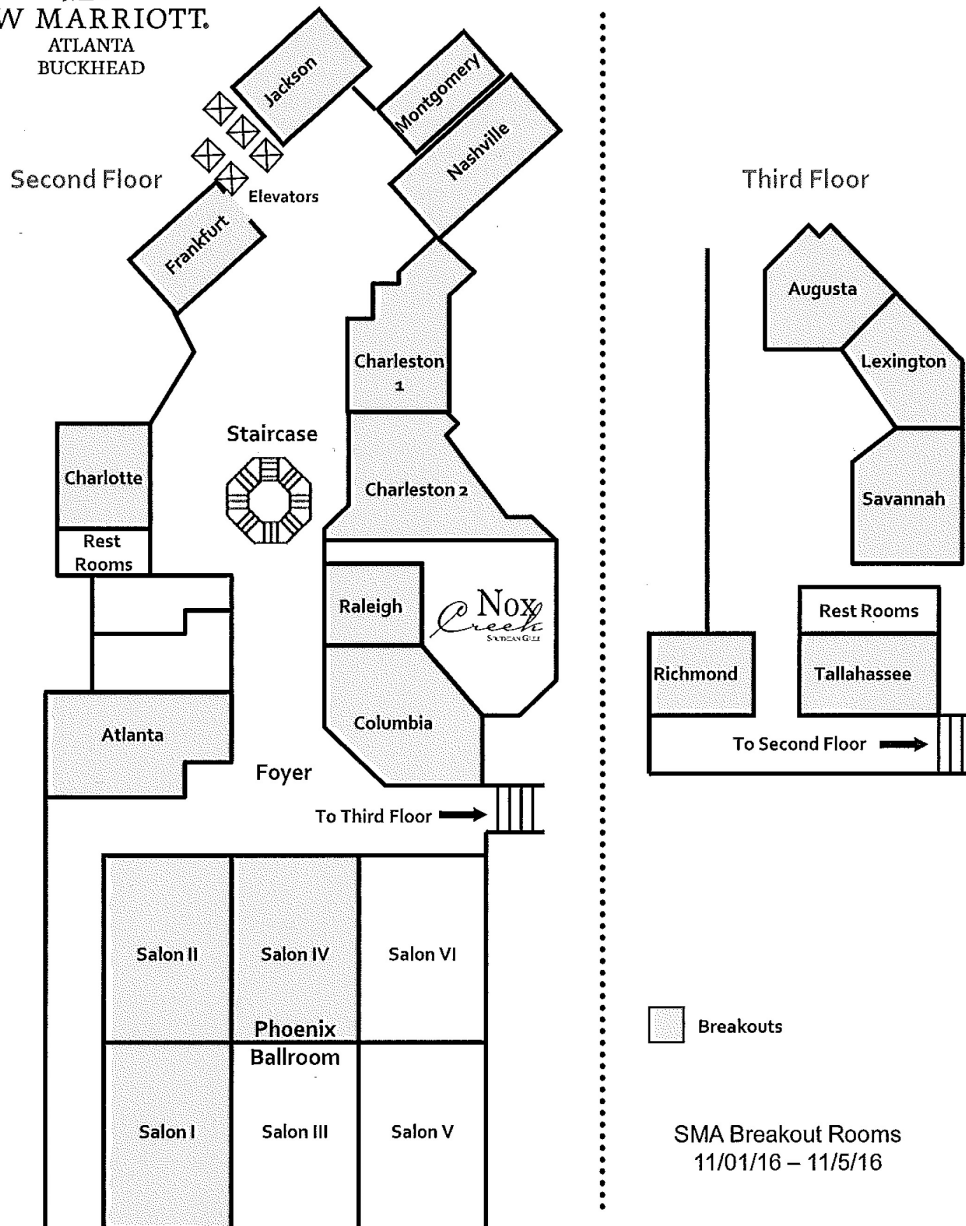 W MARRIOTT.
ATLANTA
BUCKHEAD
Second Floor
Jackson
Montgomery
Nashville
Elevators
Frankfurt
Charleston
1
Staircase
Charlotte
Charleston 2
Rest
Rooms
Raleigh
Nox
Creek
SOUTHERN GRILL
Columbia
Atlanta
Foyer
To Third Floor
Salon II
Salon IV
Salon VI
Phoenix
Ballroom
Salon I
Salon III
Salon V
Third Floor
Augusta
Lexington
Savannah
Rest Rooms
Richmond
Tallahassee
To Second Floor
Breakouts
SMA Breakout Rooms
11/01/16 – 11/5/16